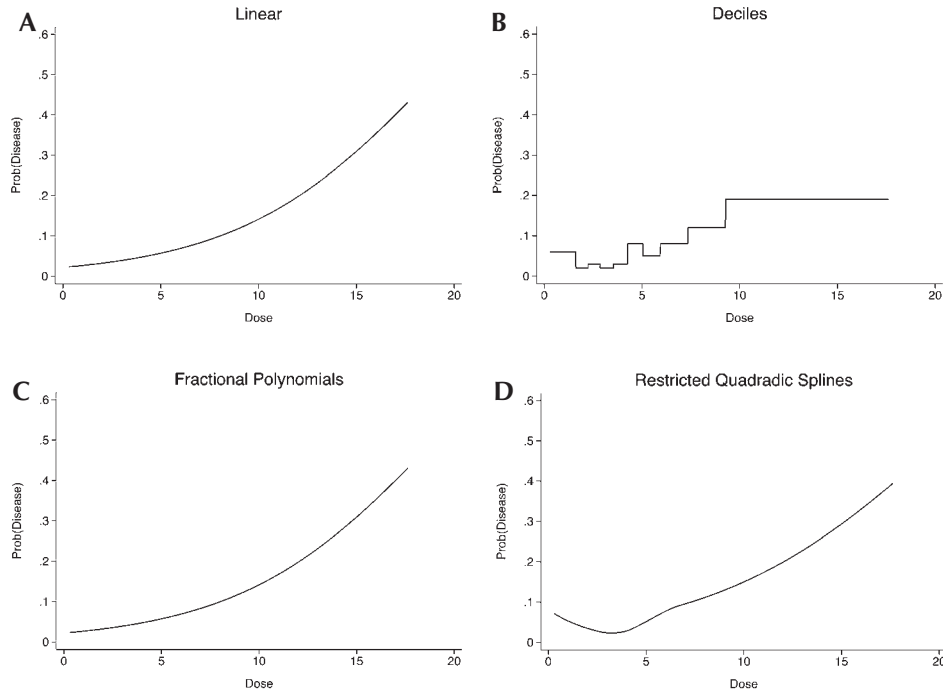 A
Linear
.6
.5
.4
.3
.2
.1
0
Prob(Disease)
0 5 10 15 20
Dose
B
Deciles
.6
.5
.4
.3
.2
.1
0
Prob(Disease)
0 5 10 15 20
Dose
C
Fractional Polynomials
.6
.5
.4
.3
.2
.1
0
Prob(Disease)
0 5 10 15 20
Dose
D
Restricted Quadradic Splines
.6
.5
.4
.3
.2
.1
0
Prob(Disease)
0 5 10 15 20
Dose